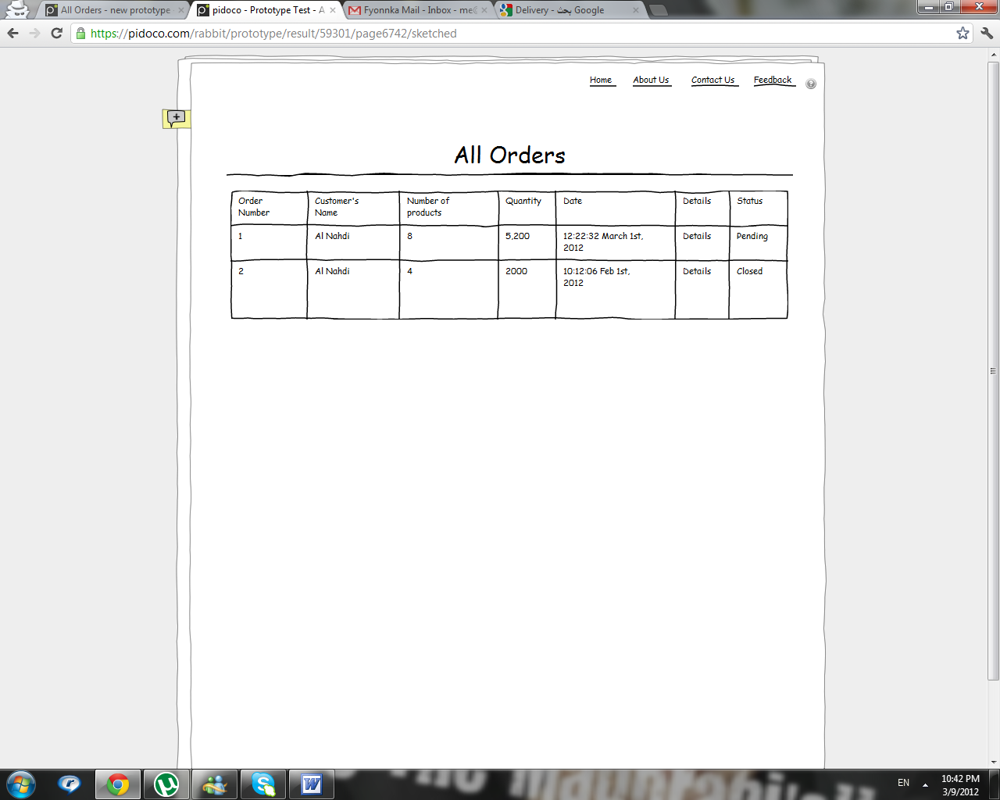 All Orders - new prototype
pidoco - Prototype Test - A
Fyonnka Mail - Inbox - me@
Delivery - بحث Google
https://pidoco.com/rabbit/prototype/result/59301/page6742/sketched
Home About Us Contact Us Feedback
All Orders
Order Number Customer's Name Number of products Quantity Date Details Status
1 Al Nahdi 8 5,200 12:22:32 March 1st, 2012 Details Pending
2 Al Nahdi 4 2000 10:12:06 Feb 1st, 2012 Details Closed
EN
10:42 PM
3/9/2012